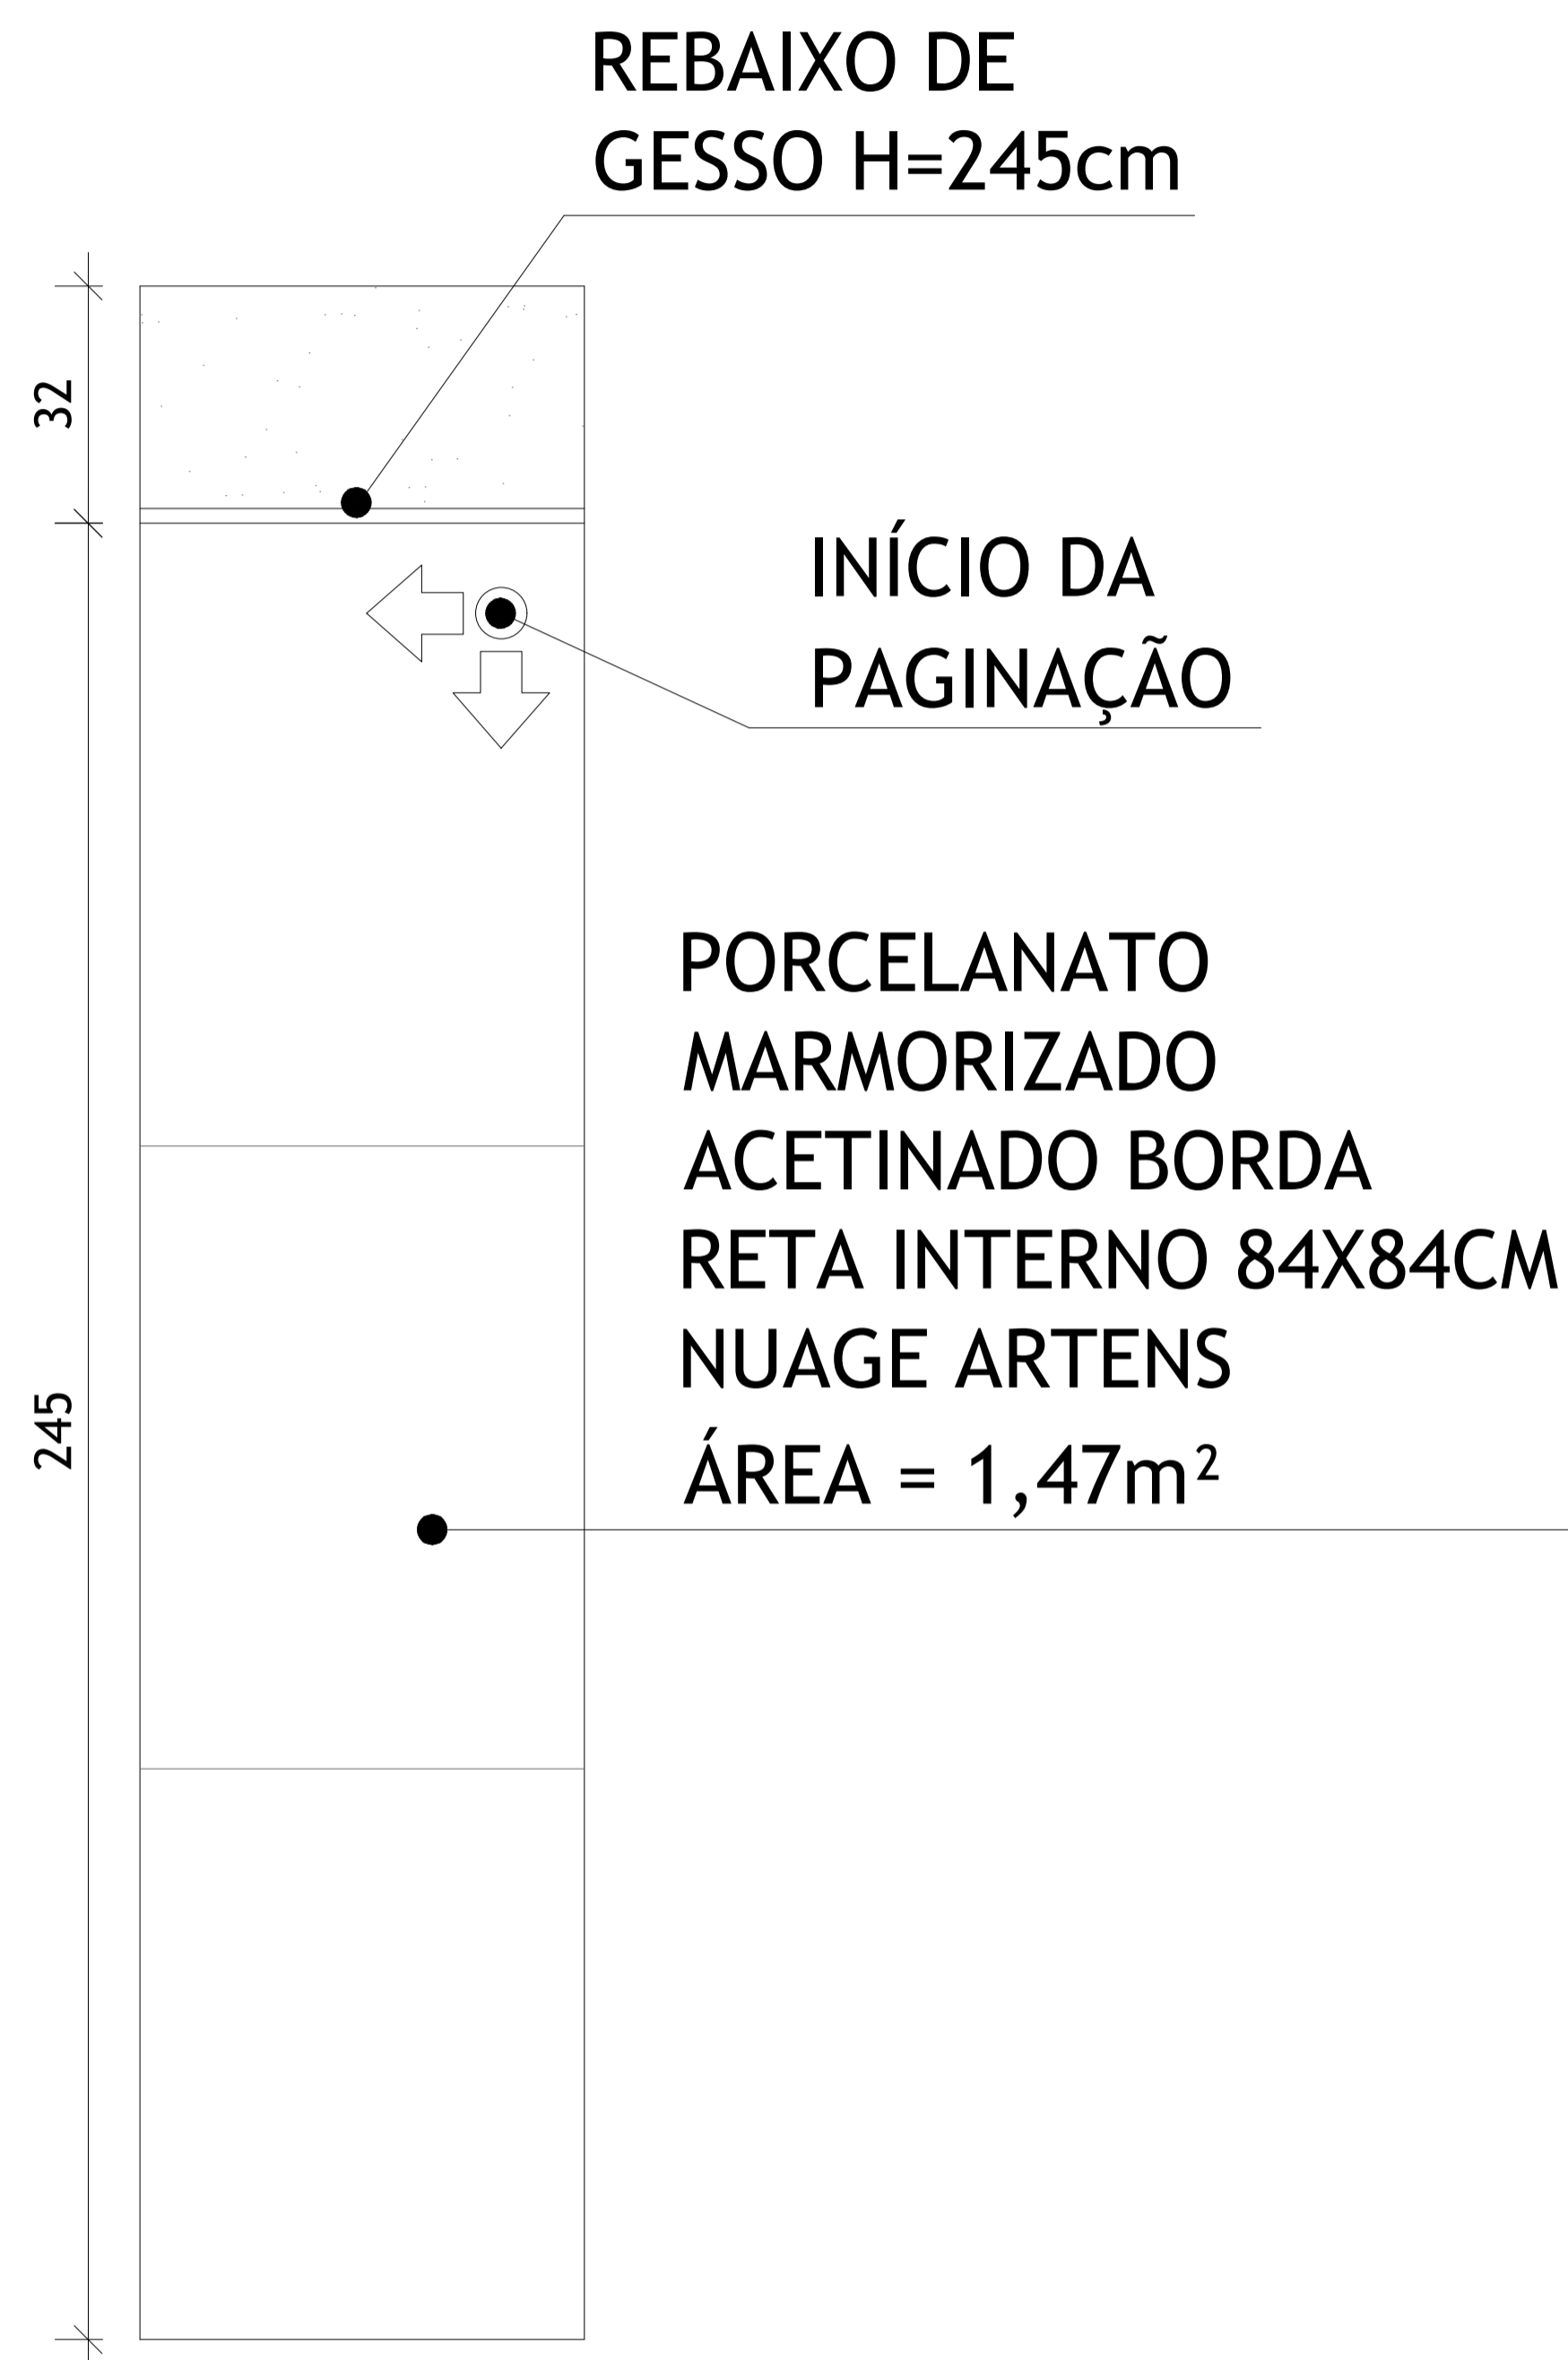 REBAIXO DE
GESSO H=245cm
32
INÍCIO DA
PAGINAÇÃO
PORCELANATO
MARMORIZADO
ACETINADO BORDA
RETA INTERNO 84X84CM
NUAGE ARTENS
ÁREA = 1,47m²
245